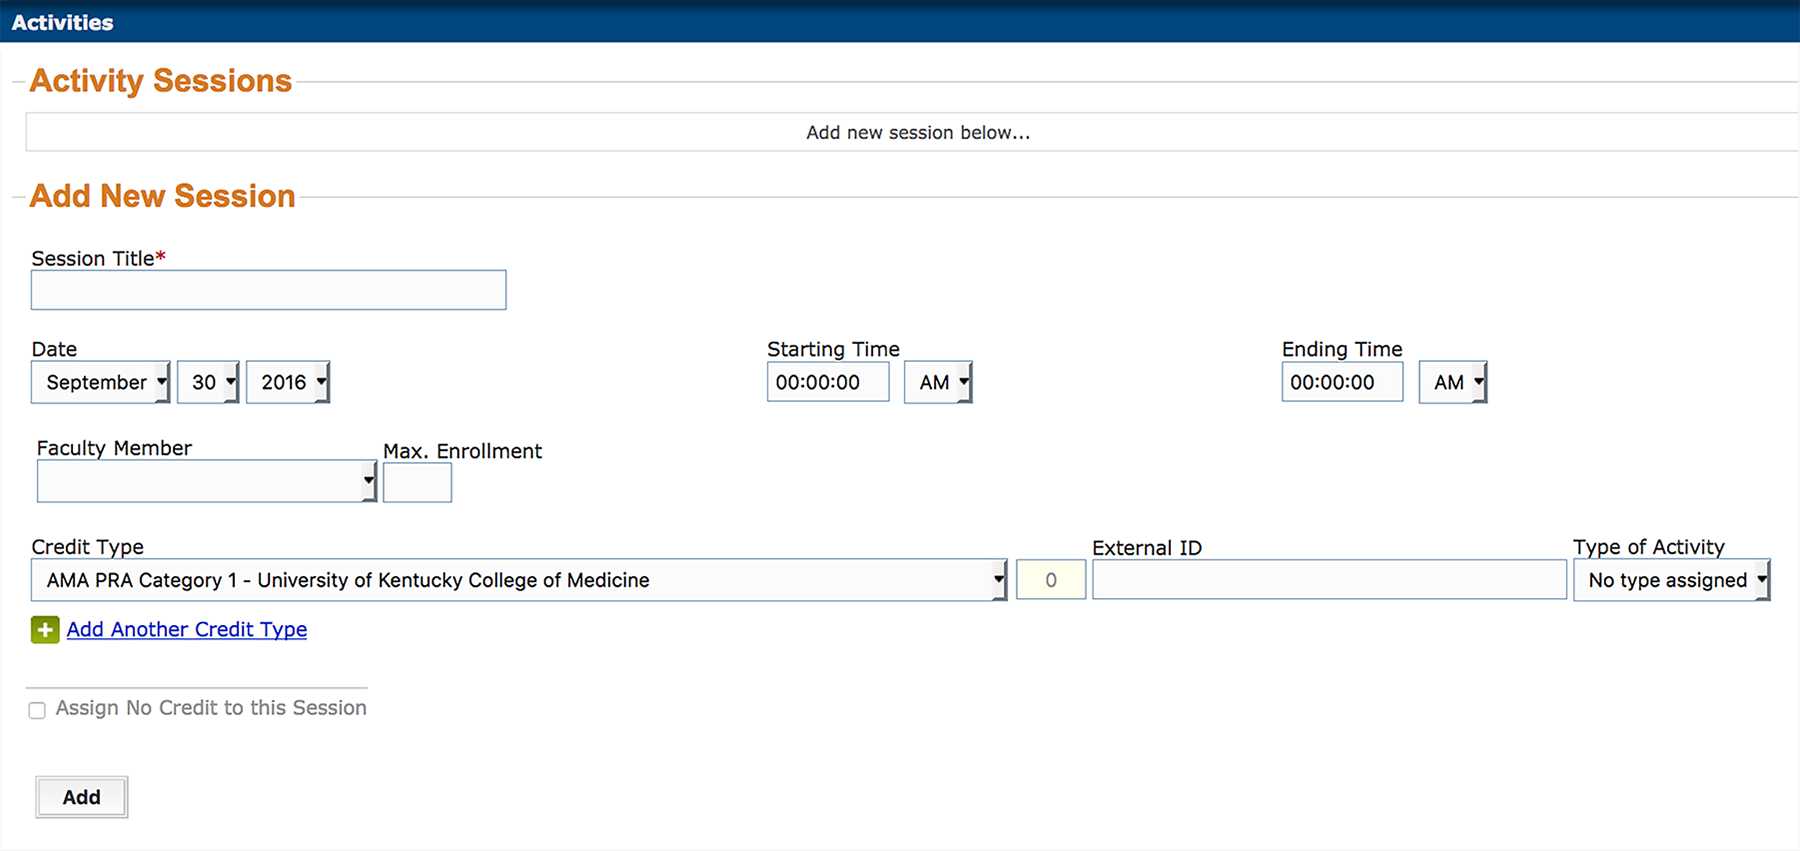 Activities
Activity Sessions
Add new session below...
Add New Session
Session Title*
Date Starting Time Ending Time
September 30 2016 00:00:00 AM 00:00:00 AM
Faculty Member Max. Enrollment
Credit Type External ID Type of Activity
AMA PRA Category 1 - University of Kentucky College of Medicine 0 No type assigned
Add Another Credit Type
Assign No Credit to this Session
Add